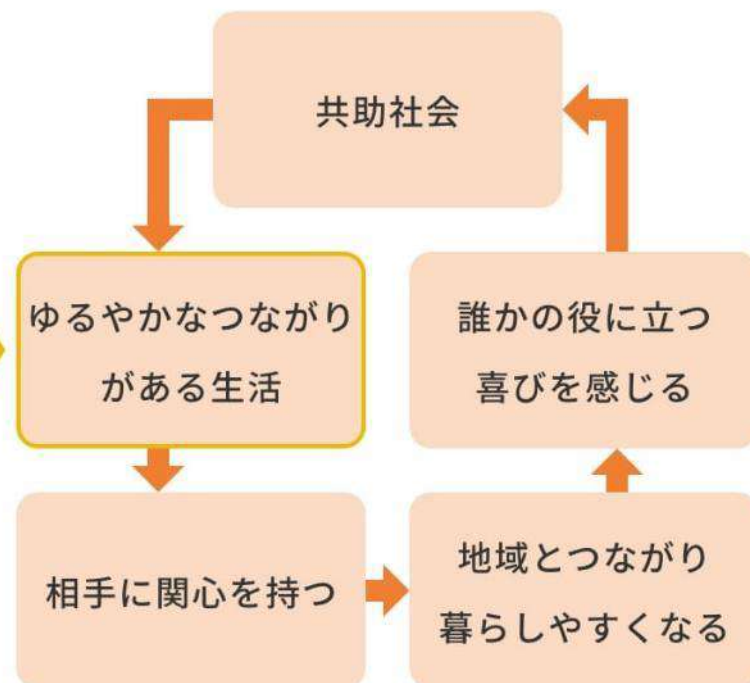 共助社会
ゆるやかなつながり
がある生活
相手に関心を持つ
地域とつながり
暮らしやすくなる
誰かの役に立つ
喜びを感じる